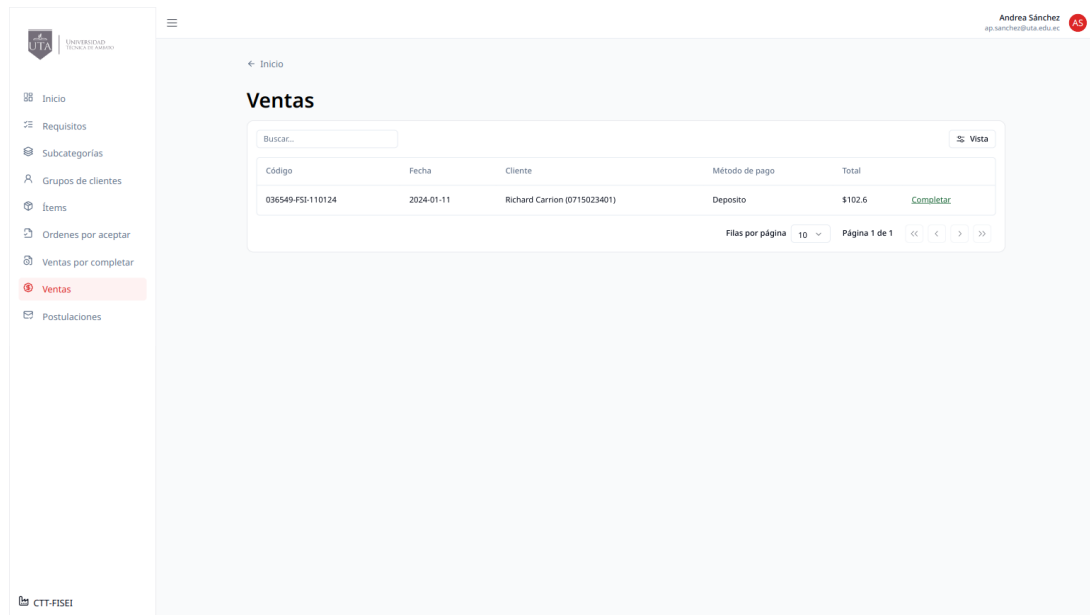 Andrea Sánchez
ap.sanchez@uta.edu.ec
AS
UTA
UNIVERSIDAD
TÉCNICA DE AMBATO
Inicio
Requisitos
Subcategorías
Grupos de clientes
Ítems
Ordenes por aceptar
Ventas por completar
Ventas
Postulaciones
CTT-FISEI
← Inicio
Ventas
Buscar...
Vista
Código Fecha Cliente Método de pago Total
036549-FSI-110124 2024-01-11 Richard Carrion (0715023401) Deposito $102.6 Completar
Filas por página 10 Página 1 de 1